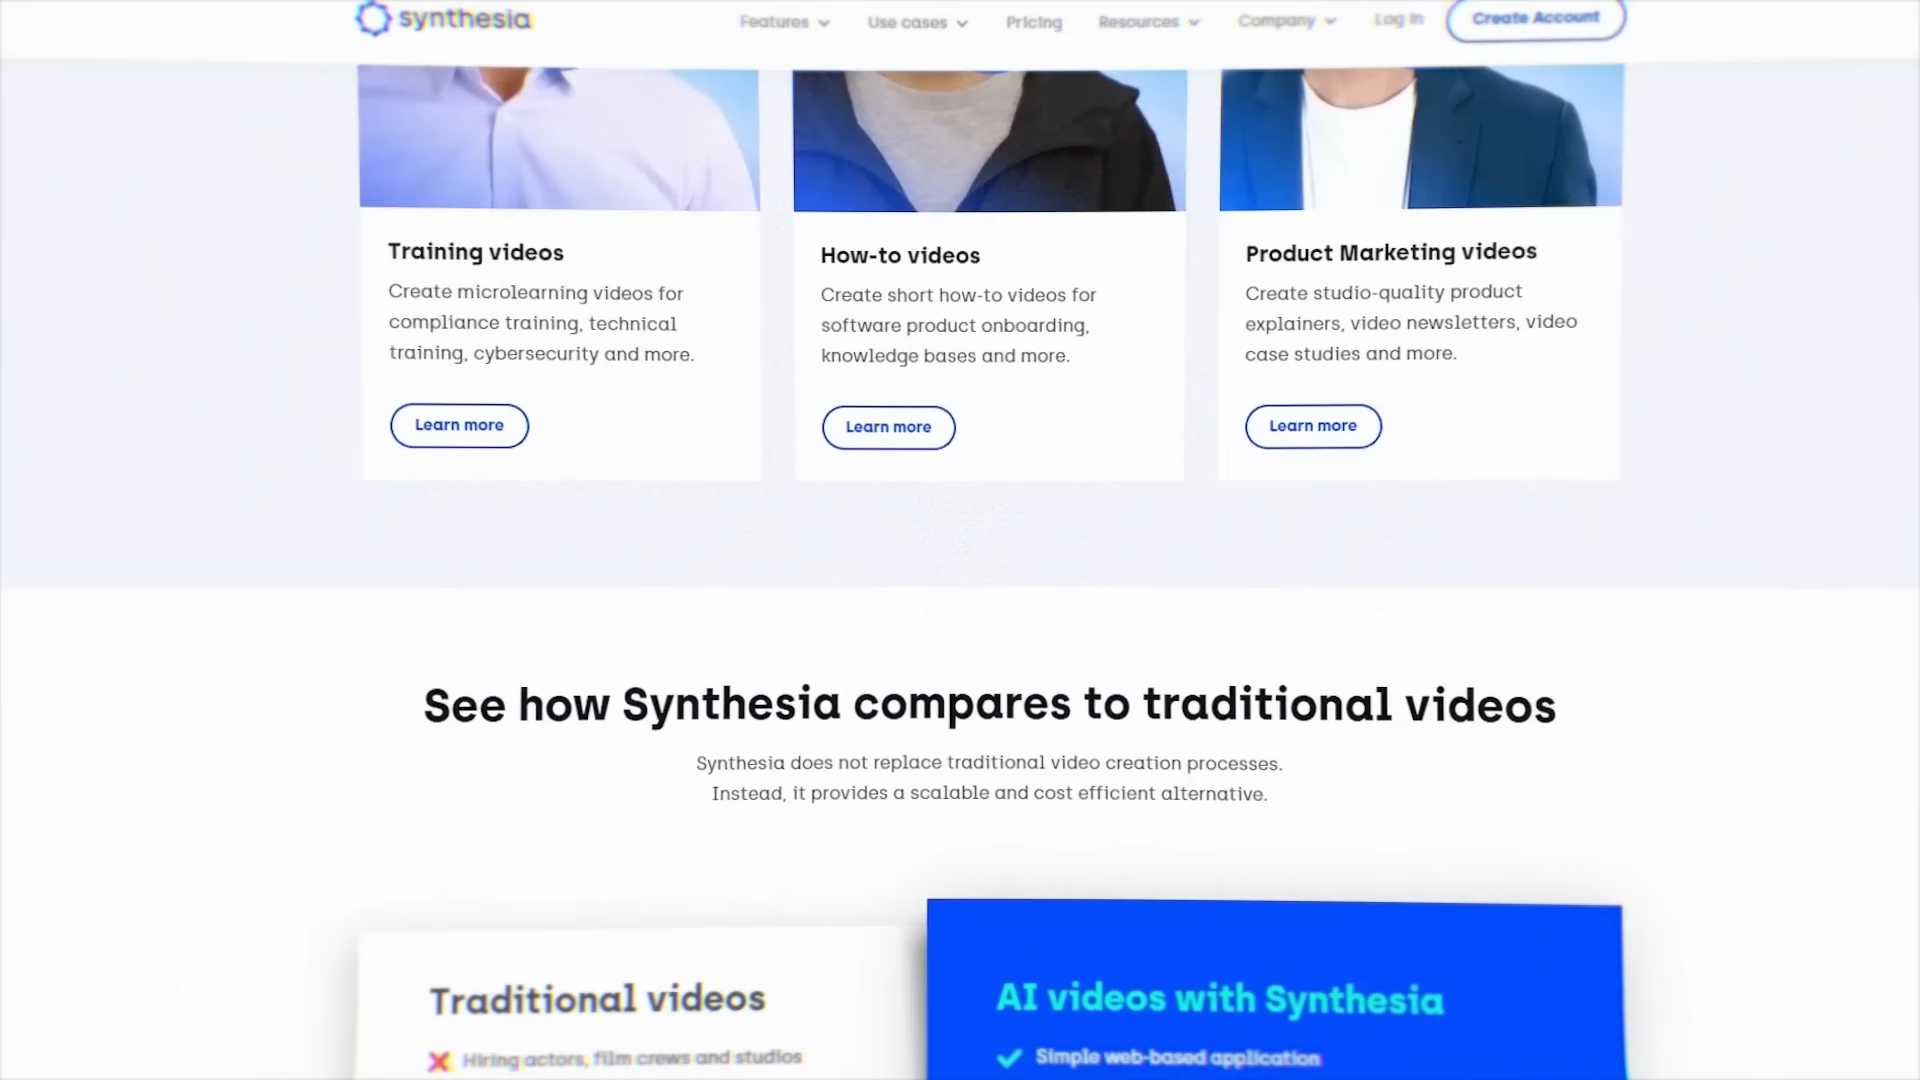 synthesia
Features Use cases Pricing Resources Company Log in Create Account
Training videos
Create microlearning videos for
compliance training, technical
training, cybersecurity and more.
Learn more
How-to videos
Create short how-to videos for
software product onboarding,
knowledge bases and more.
Learn more
Product Marketing videos
Create studio-quality product
explainers, video newsletters, video
case studies and more.
Learn more
See how Synthesia compares to traditional videos
Synthesia does not replace traditional video creation processes.
Instead, it provides a scalable and cost efficient alternative.
Traditional videos
Hiring actors, film crews and studios
AI videos with Synthesia
Simple web-based application